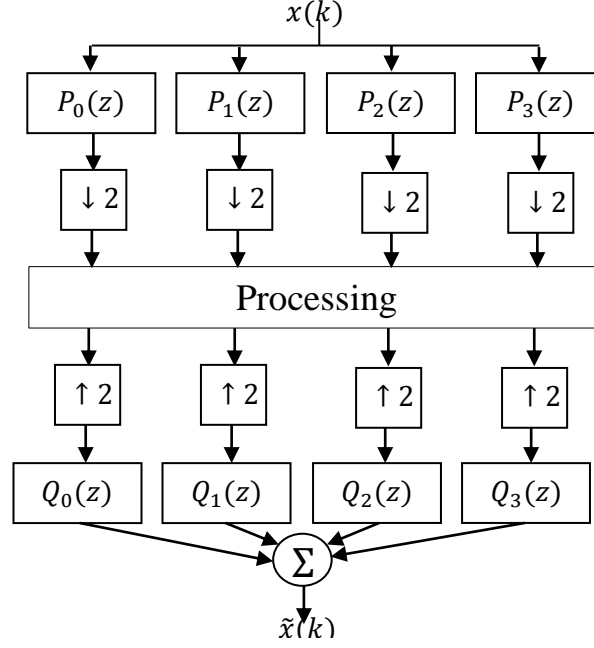 x(k)
P₀(z) P₁(z) P₂(z) P₃(z)
↓ 2 ↓ 2 ↓ 2 ↓ 2
Processing
↑ 2 ↑ 2 ↑ 2 ↑ 2
Q₀(z) Q₁(z) Q₂(z) Q₃(z)
Σ
x̃(k)